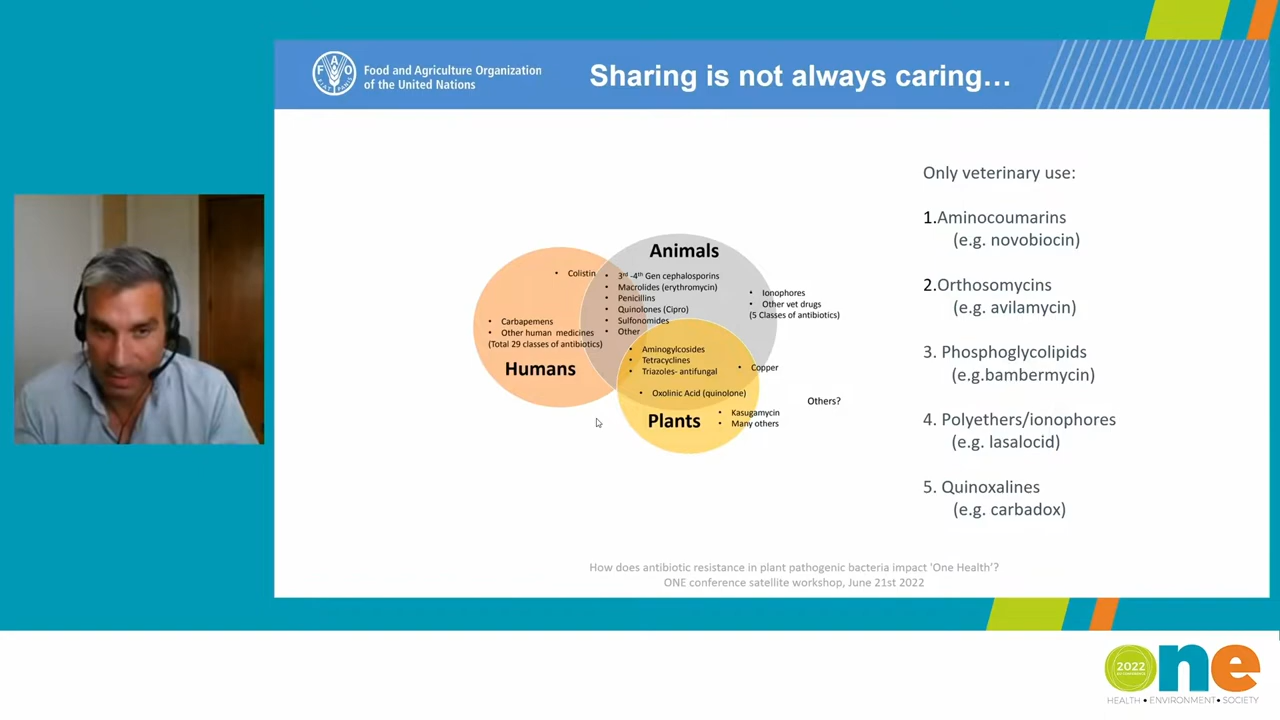 Food and Agriculture Organization
of the United Nations
Sharing is not always caring...
Animals
• Colistin
• 3rd -4th Gen cephalosporins
• Macrolides (erythromycin)
• Penicillins
• Quinolones (Cipro)
• Sulfonomides
• Other
• Ionophores
• Other vet drugs
(5 Classes of antibiotics)
• Carbapemens
• Other human medicines
(Total 29 classes of antibiotics)
Humans
• Aminogylcosides
• Tetracyclines
• Triazoles- antifungal
• Copper
• Oxolinic Acid (quinolone)
Others?
Plants
• Kasugamycin
• Many others
Only veterinary use:
1.Aminocoumarins
(e.g. novobiocin)
2.Orthosomycins
(e.g. avilamycin)
3. Phosphoglycolipids
(e.g.bambermycin)
4. Polyethers/ionophores
(e.g. lasalocid)
5. Quinoxalines
(e.g. carbadox)
How does antibiotic resistance in plant pathogenic bacteria impact 'One Health'?
ONE conference satellite workshop, June 21st 2022
2022
one
HEALTH • ENVIRONMENT • SOCIETY